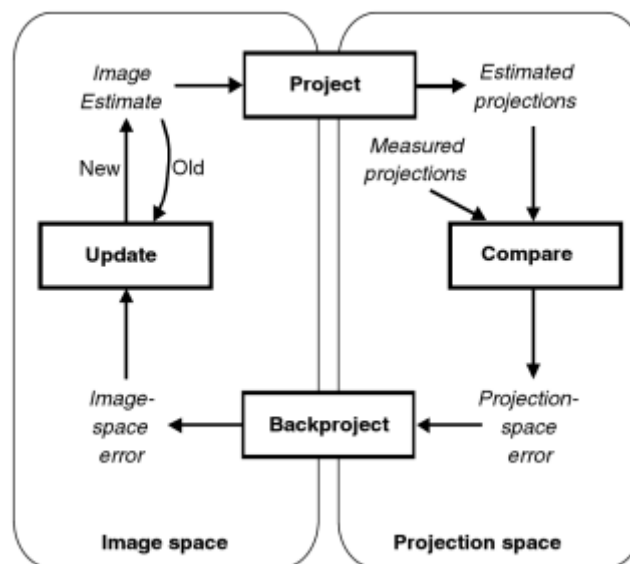 Image
Estimate
Project
Estimated
projections
Measured
projections
New
Old
Update
Compare
Image-
space
error
Backproject
Projection-
space
error
Image space
Projection space